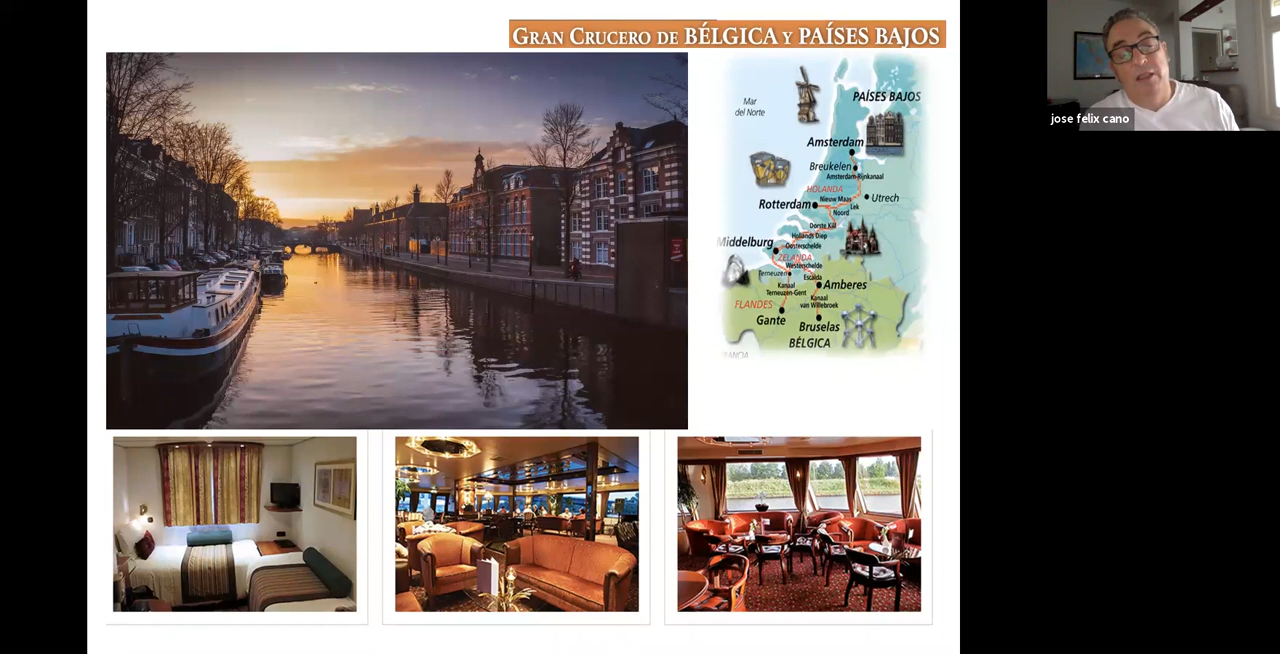 GRAN CRUCERO DE BÉLGICA Y PAÍSES BAJOS
jose felix cano
Mar
del Norte
PAÍSES BAJOS
Amsterdam
Breukelen
Amsterdam-Rijnkanaal
HOLANDA
Nieuw Maas
Utrech
Lek
Rotterdam
Noord
Dortse Kill
Hollands Diep
Middelburg
Oosterschelde
ZELANDA
Westerschelde
Terneuzen
Escalda
Kanaal
Terneuzen-Gent
Amberes
Kanaal
van Willebroek
FLANDES
Gante
Bruselas
BÉLGICA